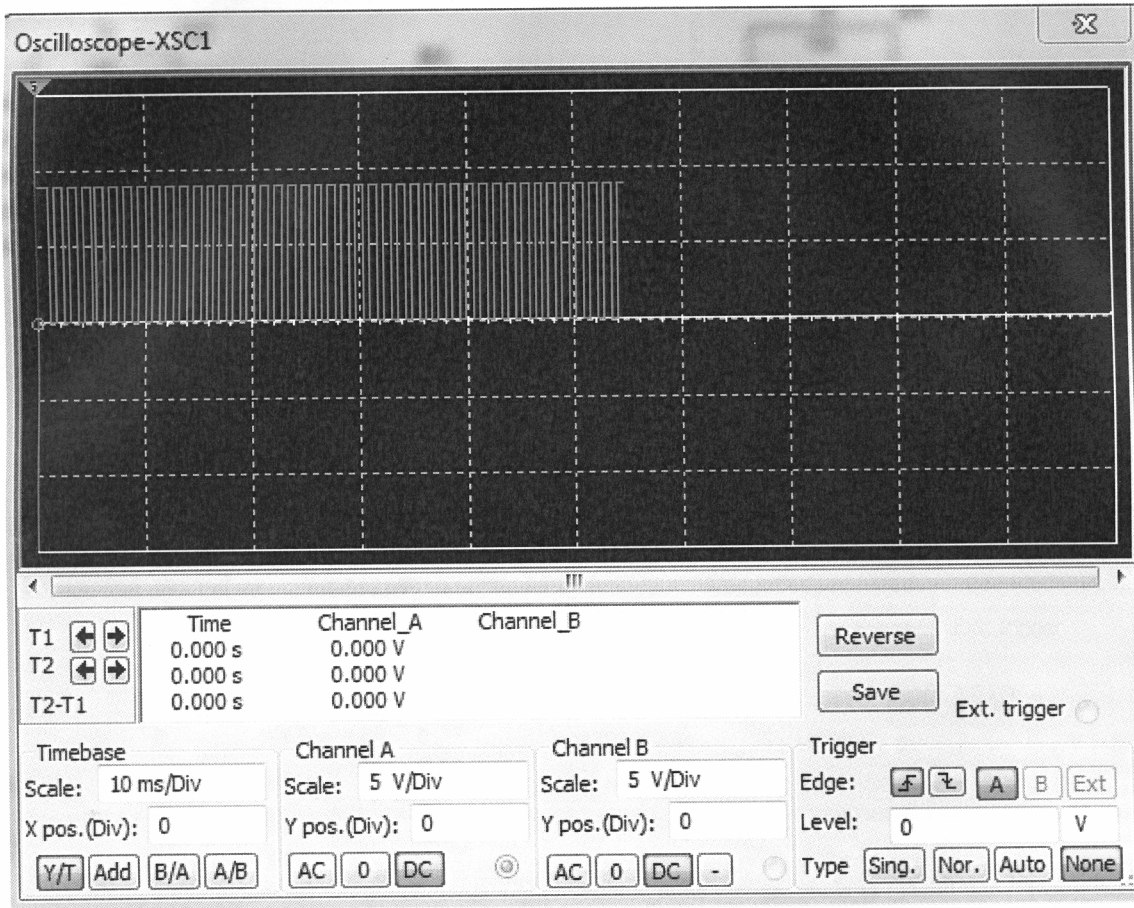 Oscilloscope-XSC1
Time Channel_A Channel_B
T1 0.000 s 0.000 V
T2 0.000 s 0.000 V
T2-T1 0.000 s 0.000 V
Reverse
Save
Ext. trigger
Timebase
Scale: 10 ms/Div
X pos.(Div): 0
Y/T Add B/A A/B
Channel A
Scale: 5 V/Div
Y pos.(Div): 0
AC 0 DC
Channel B
Scale: 5 V/Div
Y pos.(Div): 0
AC 0 DC -
Trigger
Edge: A B Ext
Level: 0 V
Type Sing. Nor. Auto None